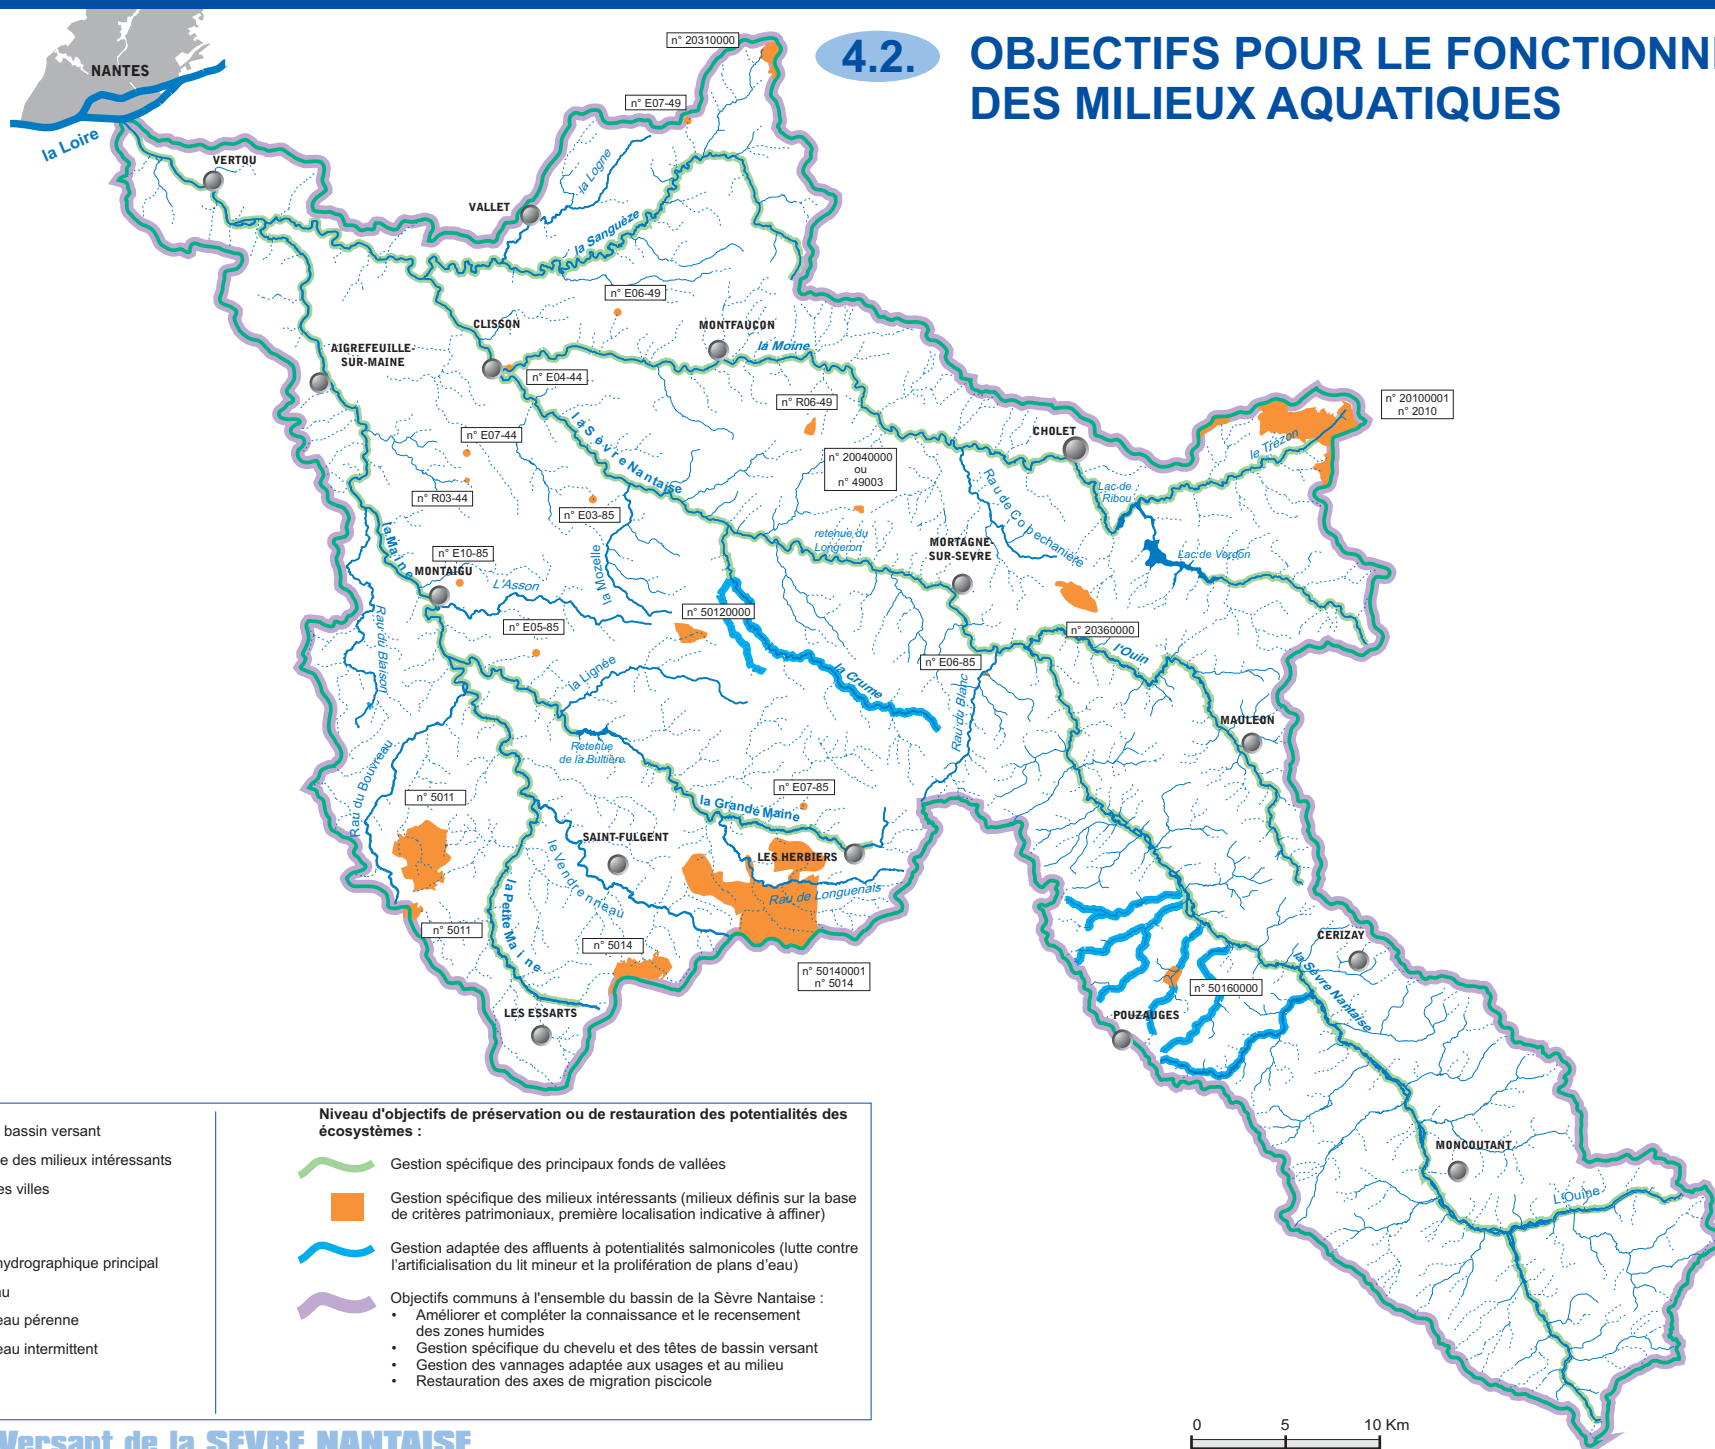 4.2.
OBJECTIFS POUR LE FONCTIONN
DES MILIEUX AQUATIQUES
NANTES
la Loire
n° 20310000
n° E07-49
VERTOU
VALLET
la Logne
la Sanguèze
n° E06-49
CLISSON
MONTFAUCON
la Moine
AIGREFEUILLE-
SUR-MAINE
n° E04-44
n° R06-49
n° 20100001
n° 2010
la Sèvre Nantaise
CHOLET
le Trézon
n° E07-44
n° 20040000
ou
n° 49003
Rau de Cobechanière
Lac de
Ribou
n° R03-44
n° E03-85
la Maine
retenue du
Longeron
MORTAGNE-
SUR-SEVRE
Lac de Verdon
n° E10-85
MONTAIGU
L'Asson
la Mozelle
n° 50120000
n° E05-85
Rau du Blaison
n° 20360000
l'Ouin
n° E06-85
la Lignée
la Crume
Rau du Blanc
MAULEON
Retenue
de la Bultière
Rau du Bouvreau
n° 5011
n° E07-85
la Grande Maine
SAINT-FULGENT
LES HERBIERS
le Vendrenneau
Rau de Longuenais
la Petite Maine
n° 5011
n° 5014
n° 50140001
n° 5014
CERIZAY
la Sèvre Nantaise
n° 50160000
POUZAUGES
LES ESSARTS
MONCOUTANT
L'Ouine
bassin versant
e des milieux intéressants
es villes
hydrographique principal
au
eau pérenne
eau intermittent
Niveau d'objectifs de préservation ou de restauration des potentialités des
écosystèmes :
Gestion spécifique des principaux fonds de vallées
Gestion spécifique des milieux intéressants (milieux définis sur la base
de critères patrimoniaux, première localisation indicative à affiner)
Gestion adaptée des affluents à potentialités salmonicoles (lutte contre
l'artificialisation du lit mineur et la prolifération de plans d'eau)
Objectifs communs à l'ensemble du bassin de la Sèvre Nantaise :
• Améliorer et compléter la connaissance et le recensement
des zones humides
• Gestion spécifique du chevelu et des têtes de bassin versant
• Gestion des vannages adaptée aux usages et au milieu
• Restauration des axes de migration piscicole
0 5 10 Km
Versant de la SEVRE NANTAISE